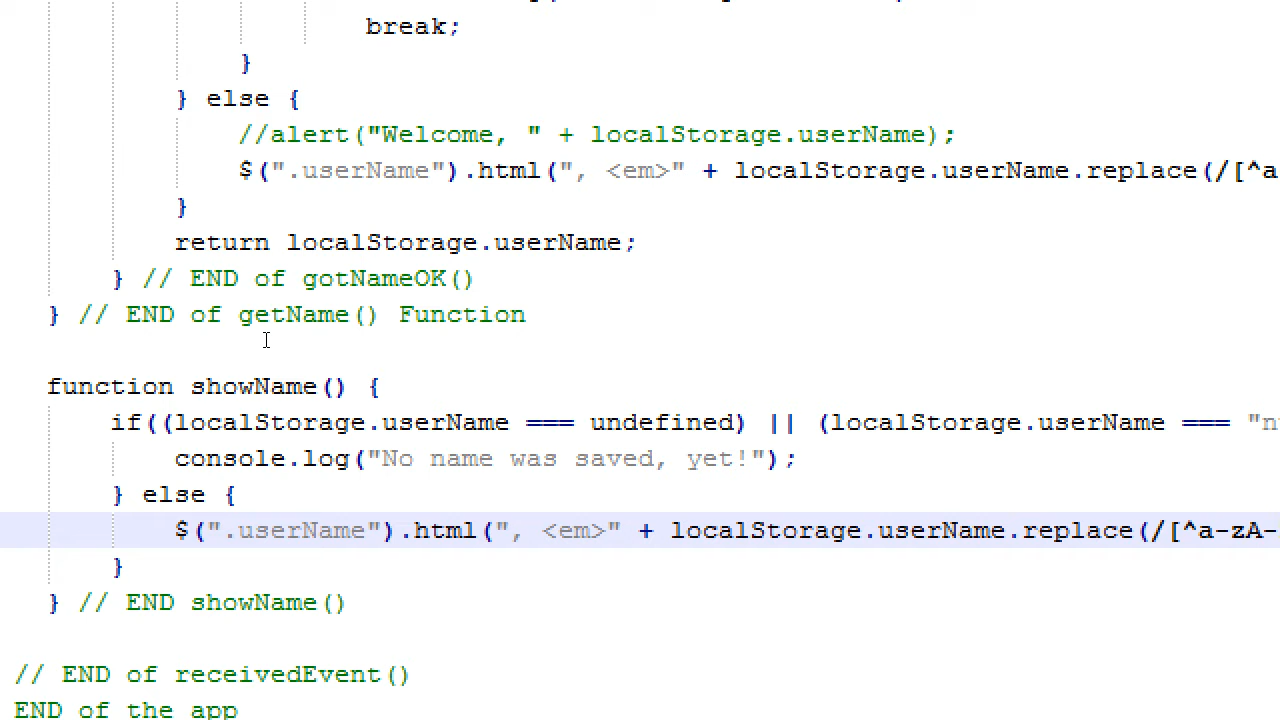 break;
}
} else {
//alert("Welcome, " + localStorage.userName);
$(".userName").html(", <em>" + localStorage.userName.replace(/[^a
}
return localStorage.userName;
} // END of gotNameOK()
} // END of getName() Function
function showName() {
if((localStorage.userName === undefined) || (localStorage.userName === "n
console.log("No name was saved, yet!");
} else {
$(".userName").html(", <em>" + localStorage.userName.replace(/[^a-zA-
}
} // END showName()
// END of receivedEvent()
END of the app